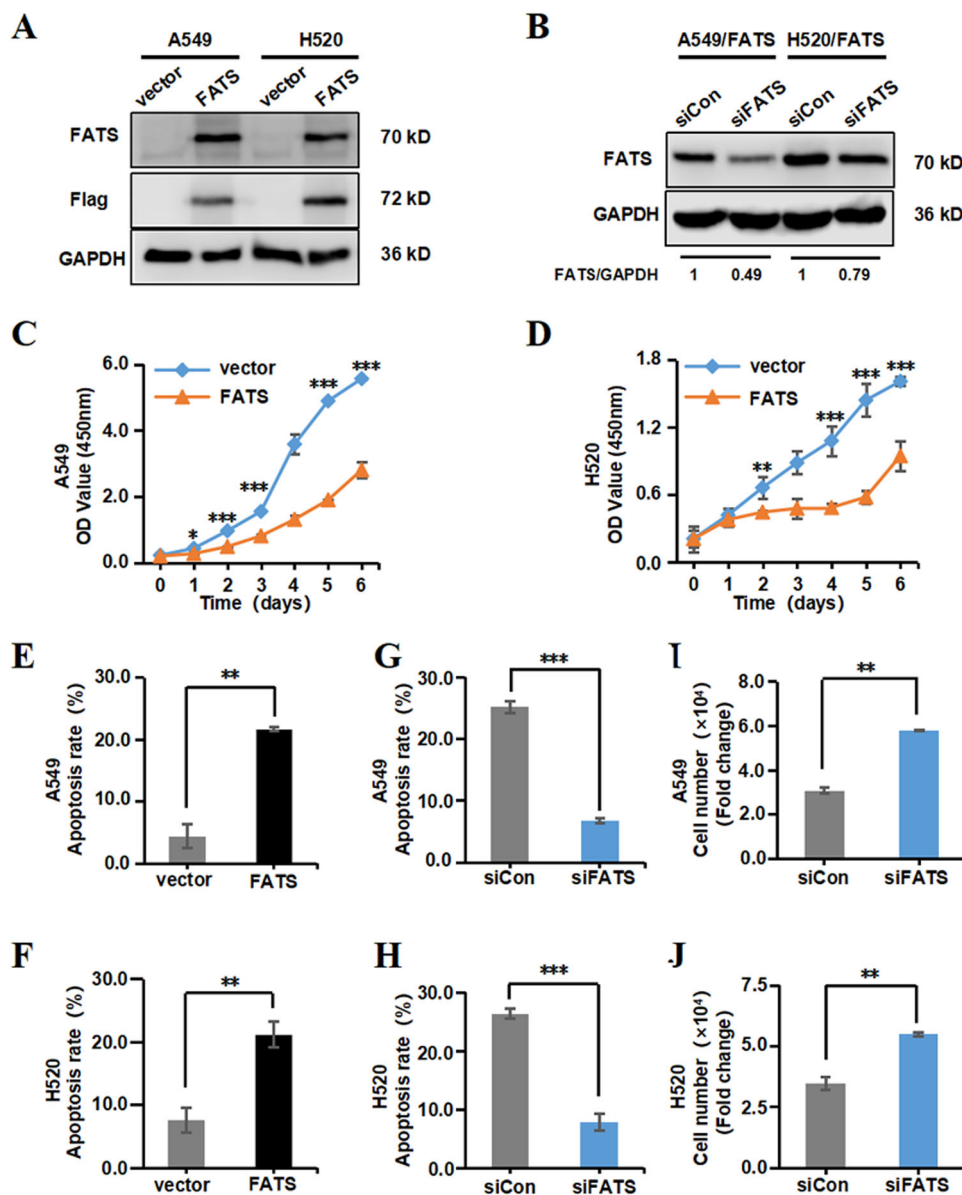 A
A549 H520
vector FATS vector FATS
FATS 70 kD
Flag 72 kD
GAPDH 36 kD
B
A549/FATS H520/FATS
siCon siFATS siCon siFATS
FATS 70 kD
GAPDH 36 kD
FATS/GAPDH 1 0.49 1 0.79
C
A549
OD Value (450nm)
6.0
4.0
2.0
0.0
vector
FATS
* *** *** *** ***
0 1 2 3 4 5 6
Time (days)
D
H520
OD Value (450nm)
1.8
1.2
0.6
0.0
vector
FATS
** *** *** ***
0 1 2 3 4 5 6
Time (days)
E
A549
Apoptosis rate (%)
30.0
20.0
10.0
0.0
**
vector FATS
G
A549
Apoptosis rate (%)
30.0
20.0
10.0
0.0
***
siCon siFATS
I
A549
Cell number (×10⁴)
(Fold change)
8.0
6.0
4.0
2.0
0.0
**
siCon siFATS
F
H520
Apoptosis rate (%)
30.0
20.0
10.0
0.0
**
vector FATS
H
H520
Apoptosis rate (%)
30.0
20.0
10.0
0.0
***
siCon siFATS
J
H520
Cell number (×10⁴)
(Fold change)
7.5
5.0
2.5
0.0
**
siCon siFATS